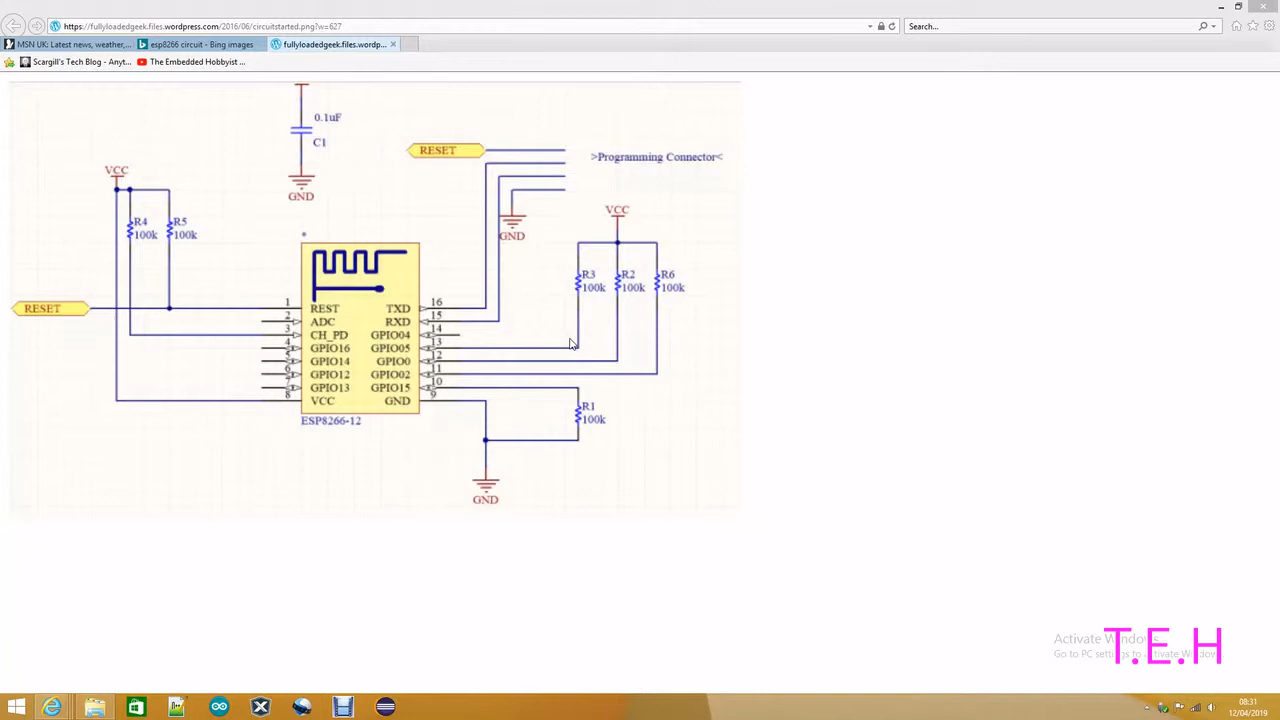 https://fullyloadedgeek.files.wordpress.com/2016/06/circuitstarted.png?w=627
Search...
MSN UK: Latest news, weather,...
esp8266 circuit - Bing images
fullyloadedgeek.files.wordp...
Scargill's Tech Blog - Anyt...
The Embedded Hobbyist ...
0.1uF
C1
GND
RESET
>Programming Connector<
GND
VCC
R4
100k
R5
100k
VCC
R3
100k
R2
100k
R6
100k
RESET
1 REST TXD 16
2 ADC RXD 15
3 CH_PD GPIO04 14
4 GPIO16 GPIO05 13
5 GPIO14 GPIO0 12
6 GPIO12 GPIO02 11
7 GPIO13 GPIO15 10
8 VCC GND 9
ESP8266-12
R1
100k
GND
Activate Windows
Go to PC settings to activate Windows
T.E.H
08:31
12/04/2019